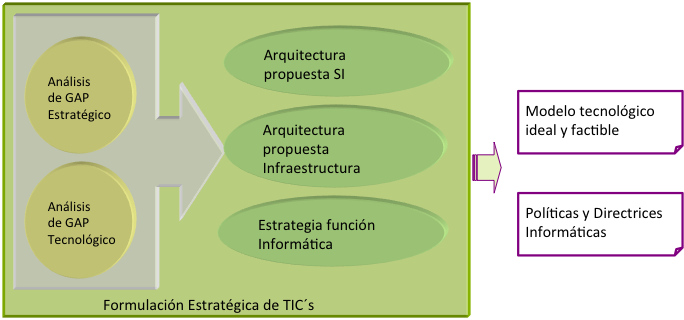 Análisis
de GAP
Estratégico
Análisis
de GAP
Tecnológico
Arquitectura
propuesta SI
Arquitectura
propuesta
Infraestructura
Estrategia función
Informática
Formulación Estratégica de TIC´s
Modelo tecnológico
ideal y factible
Políticas y Directrices
Informáticas